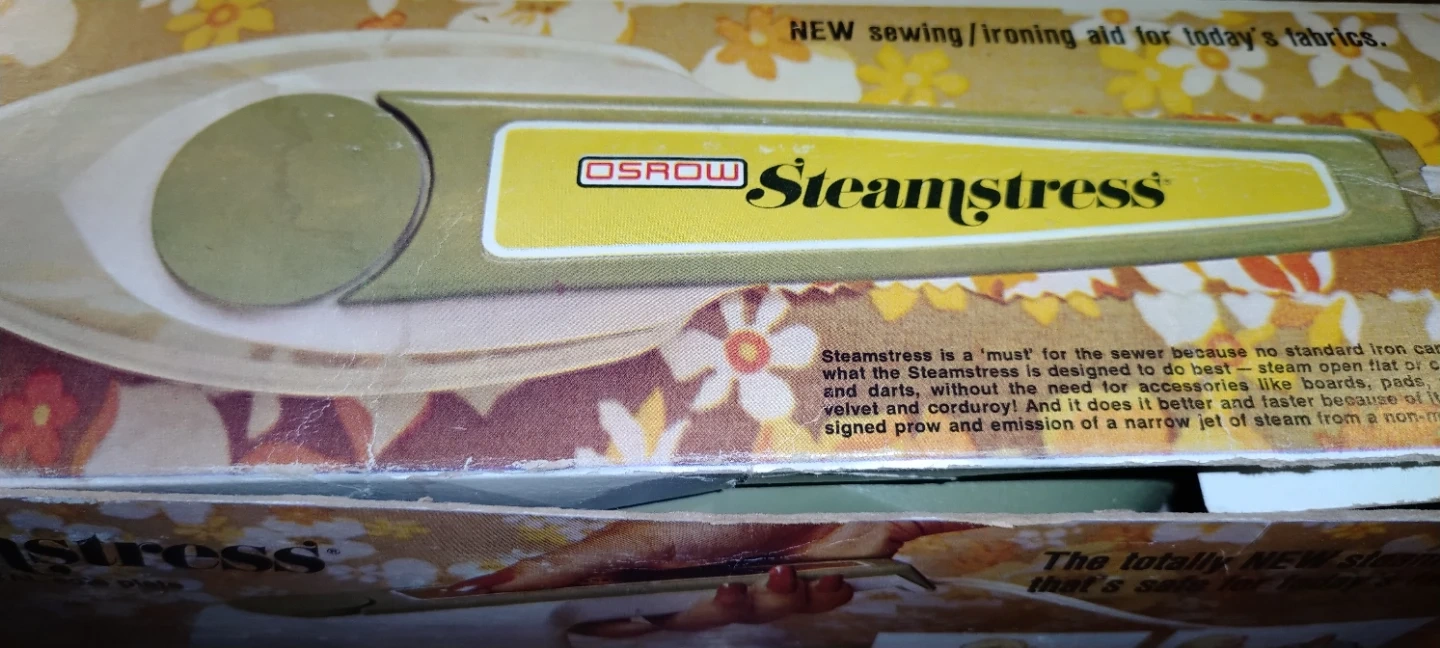 NEW sewing/ironing aid for today's fabrics.
OSROW Steamstress
Steamstress is a 'must' for the sewer because no standard iron
what the Steamstress is designed to do best — steam open flat or
and darts, without the need for accessories like boards, pads,
velvet and corduroy! And it does it better and faster because of
signed prow and emission of a narrow jet of steam from a
stress®
The totally NEW
that's safe for today's